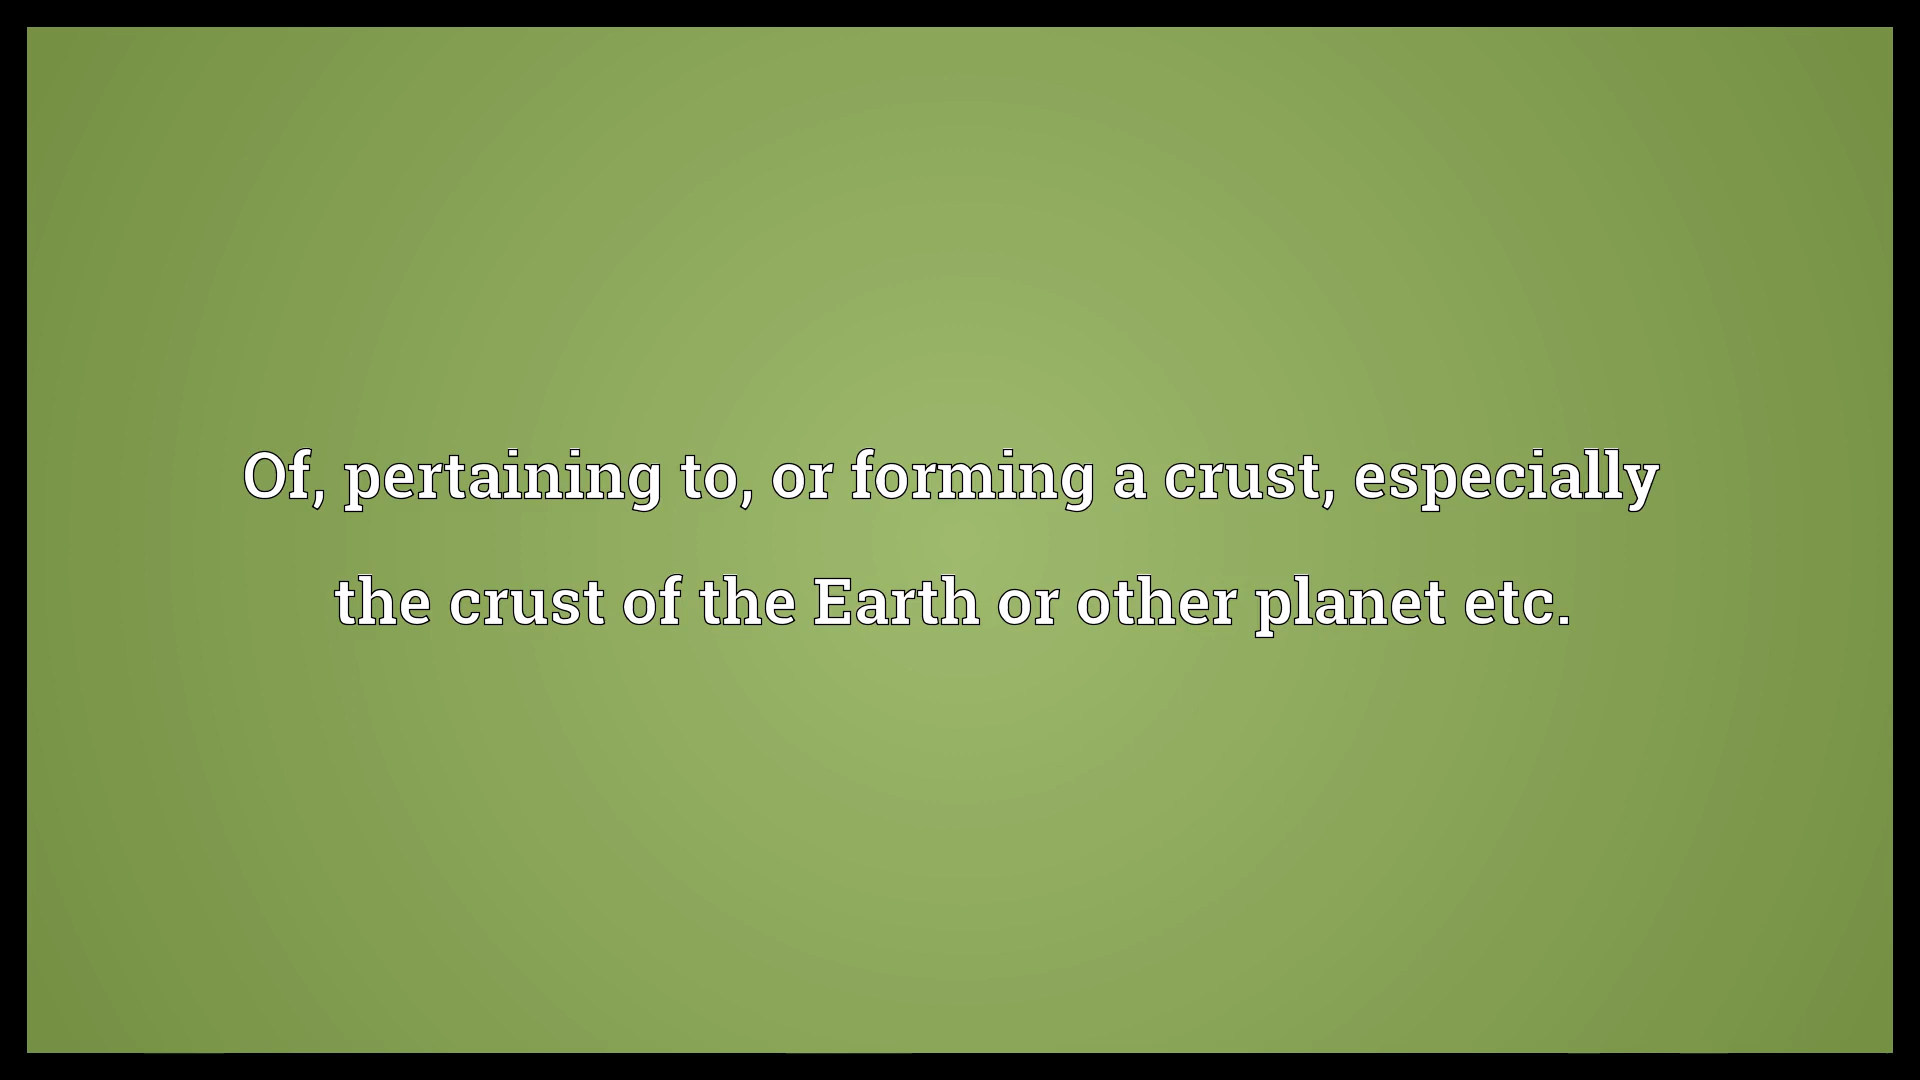 Of, pertaining to, or forming a crust, especially
the crust of the Earth or other planet etc.